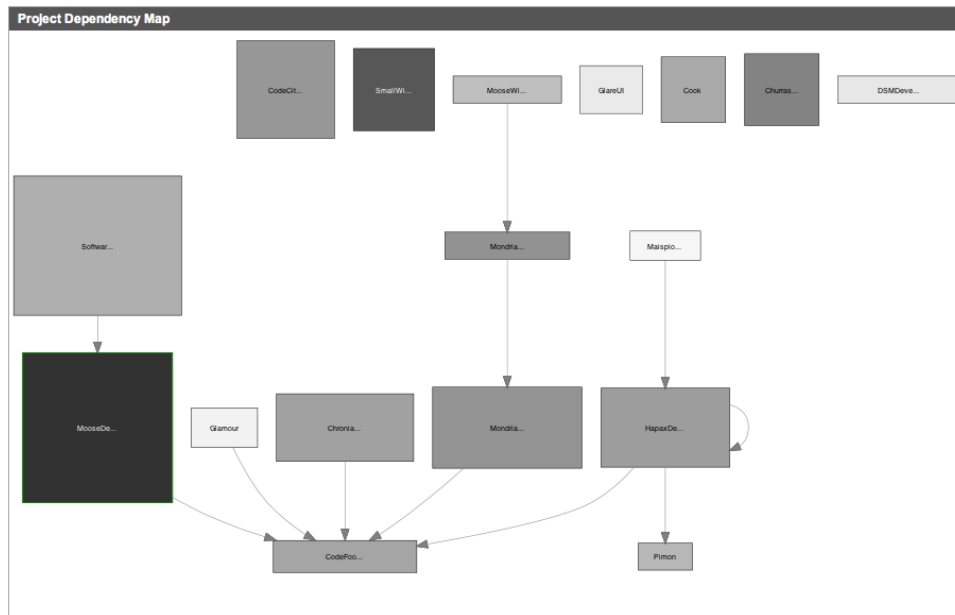 Project Dependency Map
CodeCit...
SmallWi...
MooseWi...
GlareUI
Cook
Churras...
DSMDeve...
Softwar...
Mondria...
Malspio...
MooseDe...
Glamour
Chronia...
Mondria...
HapaxDe...
CodeFoo...
Pimon